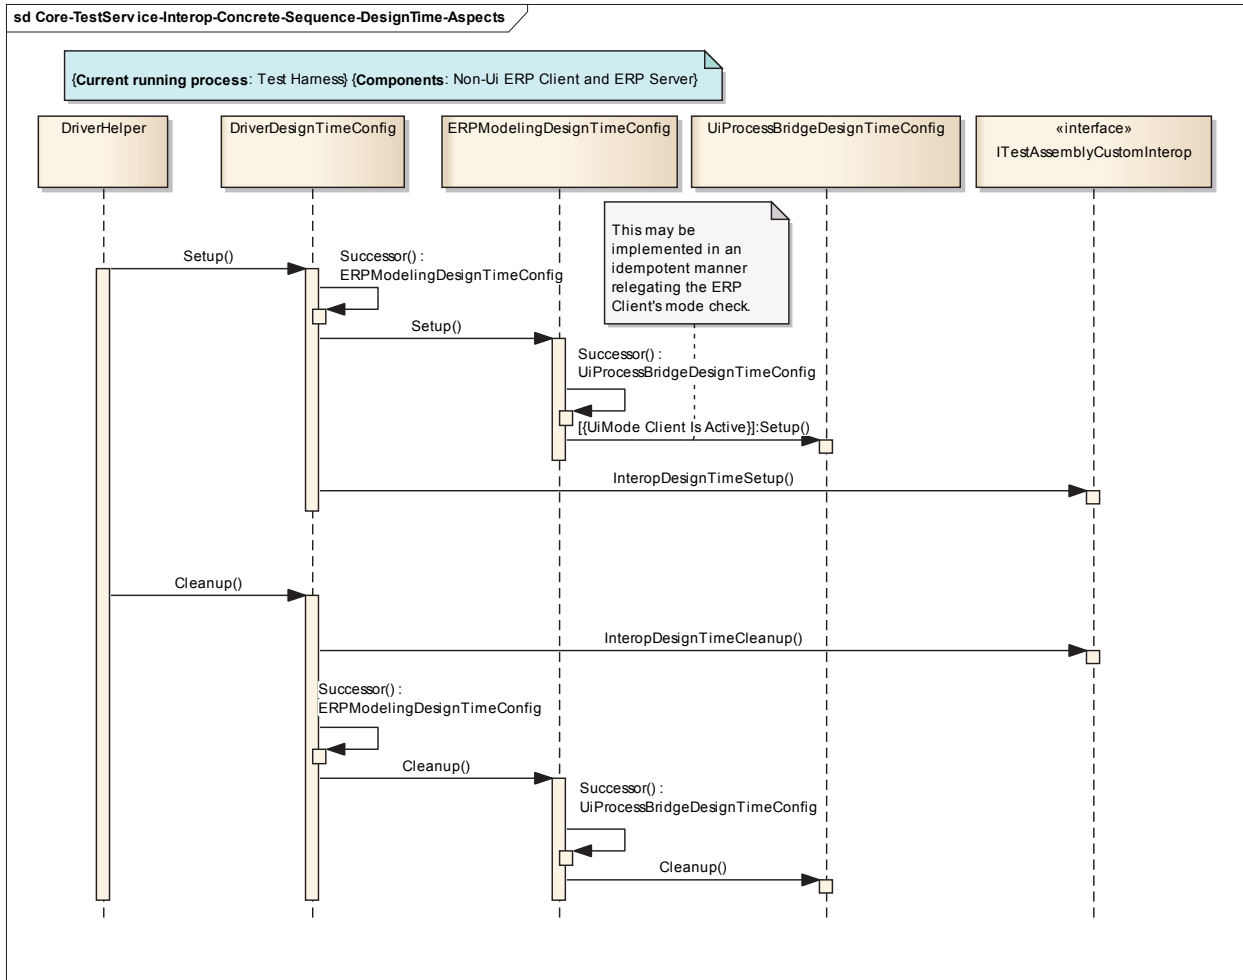 sd Core-TestService-Interop-Concrete-Sequence-DesignTime-Aspects
{Current running process: Test Harness} {Components: Non-Ui ERP Client and ERP Server}
DriverHelper
DriverDesignTimeConfig
ERPModelingDesignTimeConfig
UiProcessBridgeDesignTimeConfig
«interface»
ITestAssemblyCustomInterop
This may be
implemented in an
idempotent manner
relegating the ERP
Client's mode check.
Setup()
Successor() :
ERPModelingDesignTimeConfig
Setup()
Successor() :
UiProcessBridgeDesignTimeConfig
[{UiMode Client Is Active}]:Setup()
InteropDesignTimeSetup()
Cleanup()
InteropDesignTimeCleanup()
Successor() :
ERPModelingDesignTimeConfig
Cleanup()
Successor() :
UiProcessBridgeDesignTimeConfig
Cleanup()